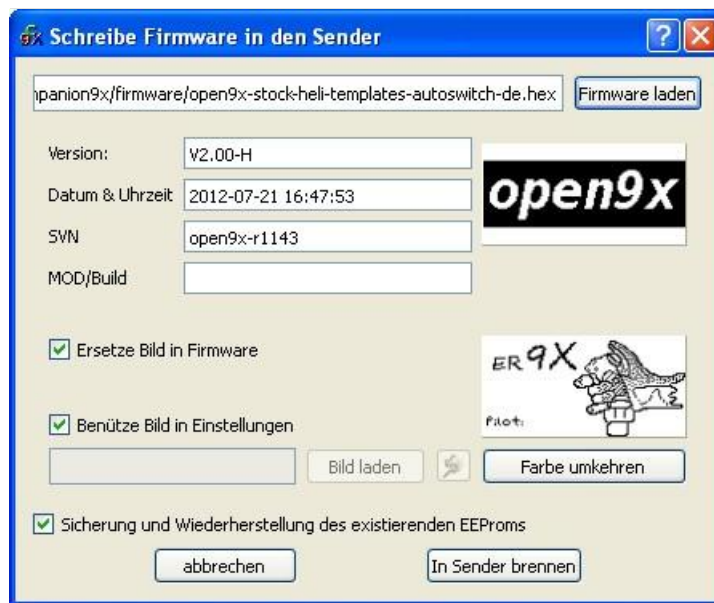 Schreibe Firmware in den Sender
npanion9x/firmware/open9x-stock-heli-templates-autoswitch-de.hex Firmware laden
Version: V2.00-H
Datum & Uhrzeit 2012-07-21 16:47:53
open9x
SVN open9x-r1143
MOD/Build
Ersetze Bild in Firmware
ER9X
Benütze Bild in Einstellungen
Pilot:
Bild laden Farbe umkehren
Sicherung und Wiederherstellung des existierenden EEProms
abbrechen In Sender brennen